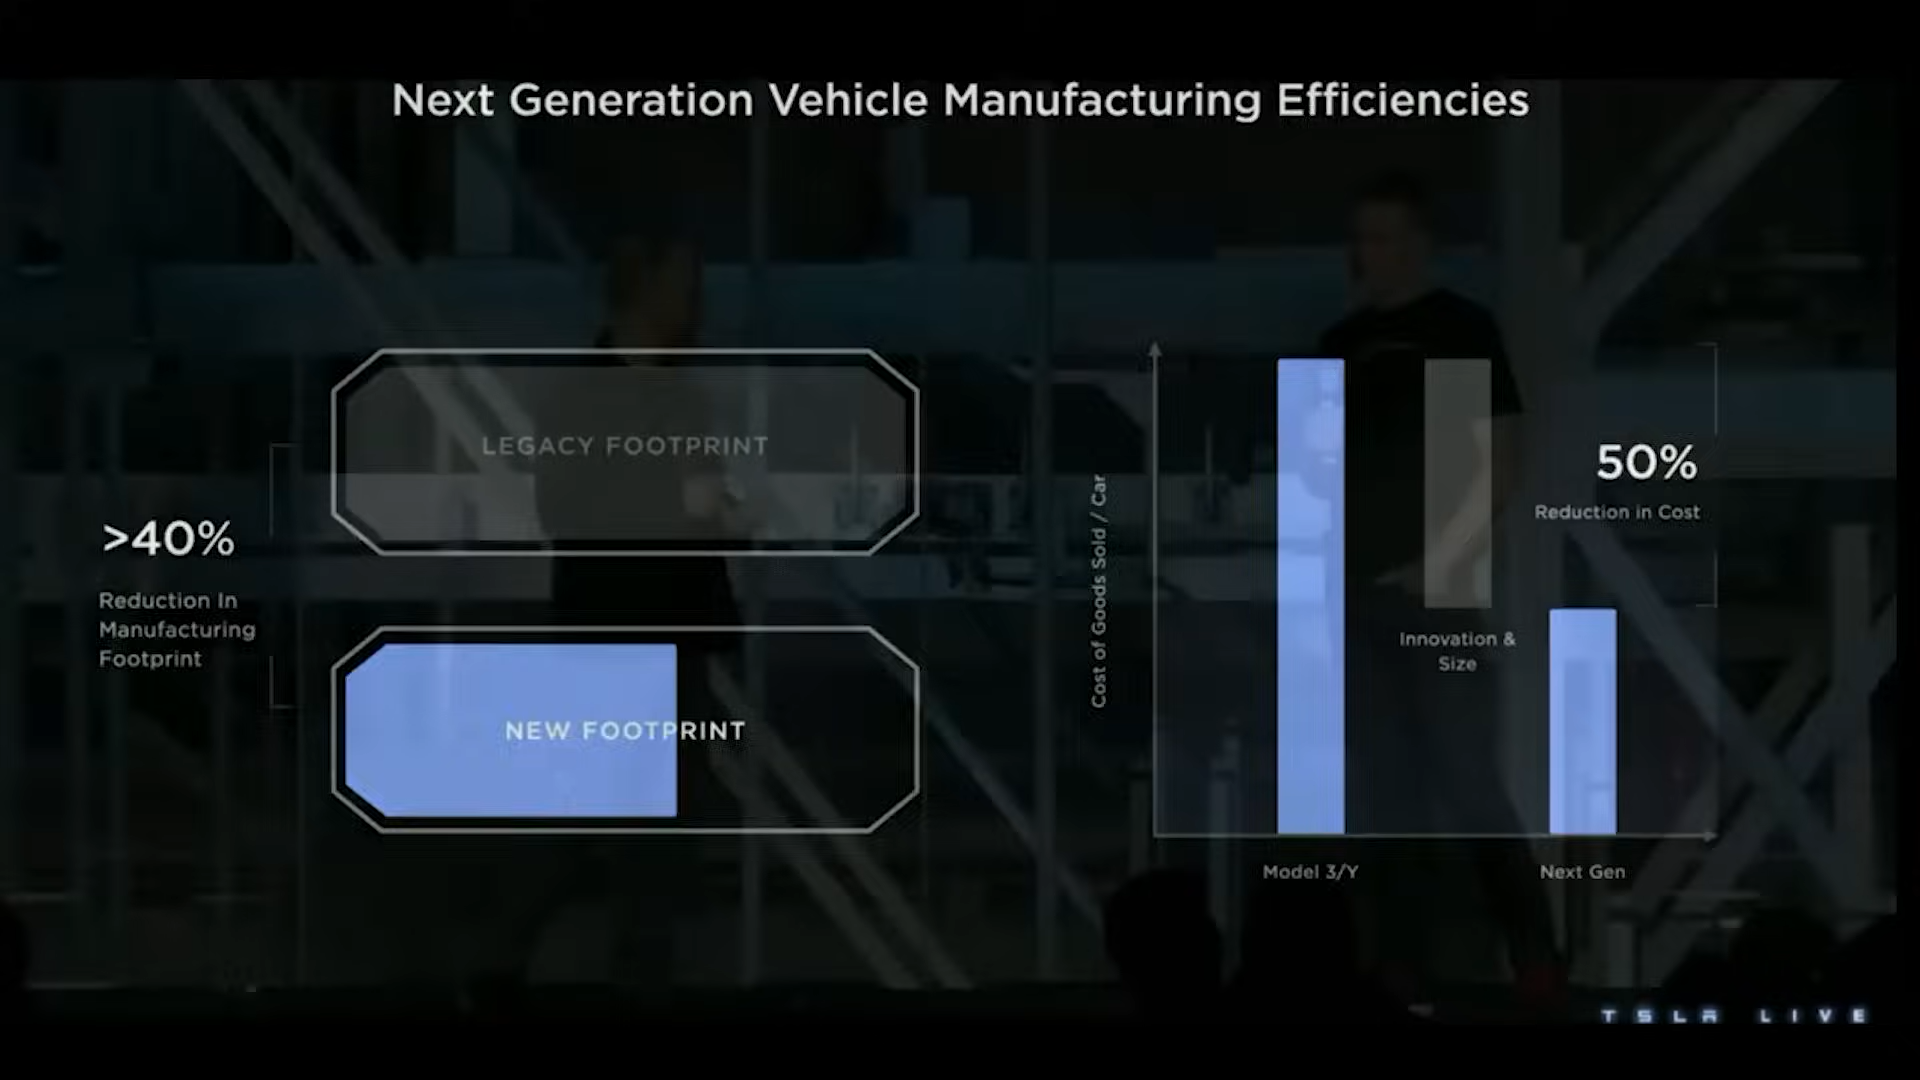 Next Generation Vehicle Manufacturing Efficiencies
>40%
Reduction In
Manufacturing
Footprint
LEGACY FOOTPRINT
NEW FOOTPRINT
Cost of Goods Sold / Car
50%
Reduction in Cost
Innovation &
Size
Model 3/Y
Next Gen
TSLA LIVE